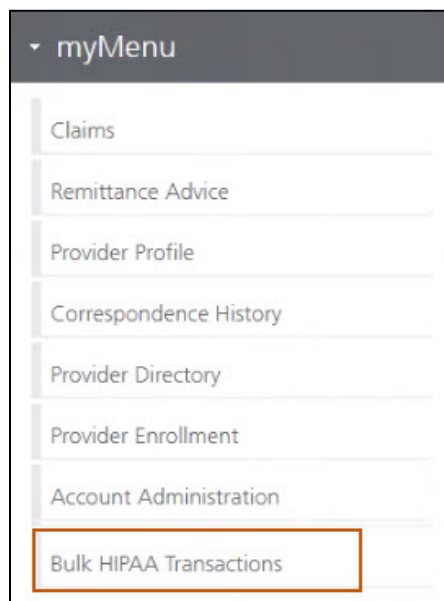 myMenu
Claims
Remittance Advice
Provider Profile
Correspondence History
Provider Directory
Provider Enrollment
Account Administration
Bulk HIPAA Transactions